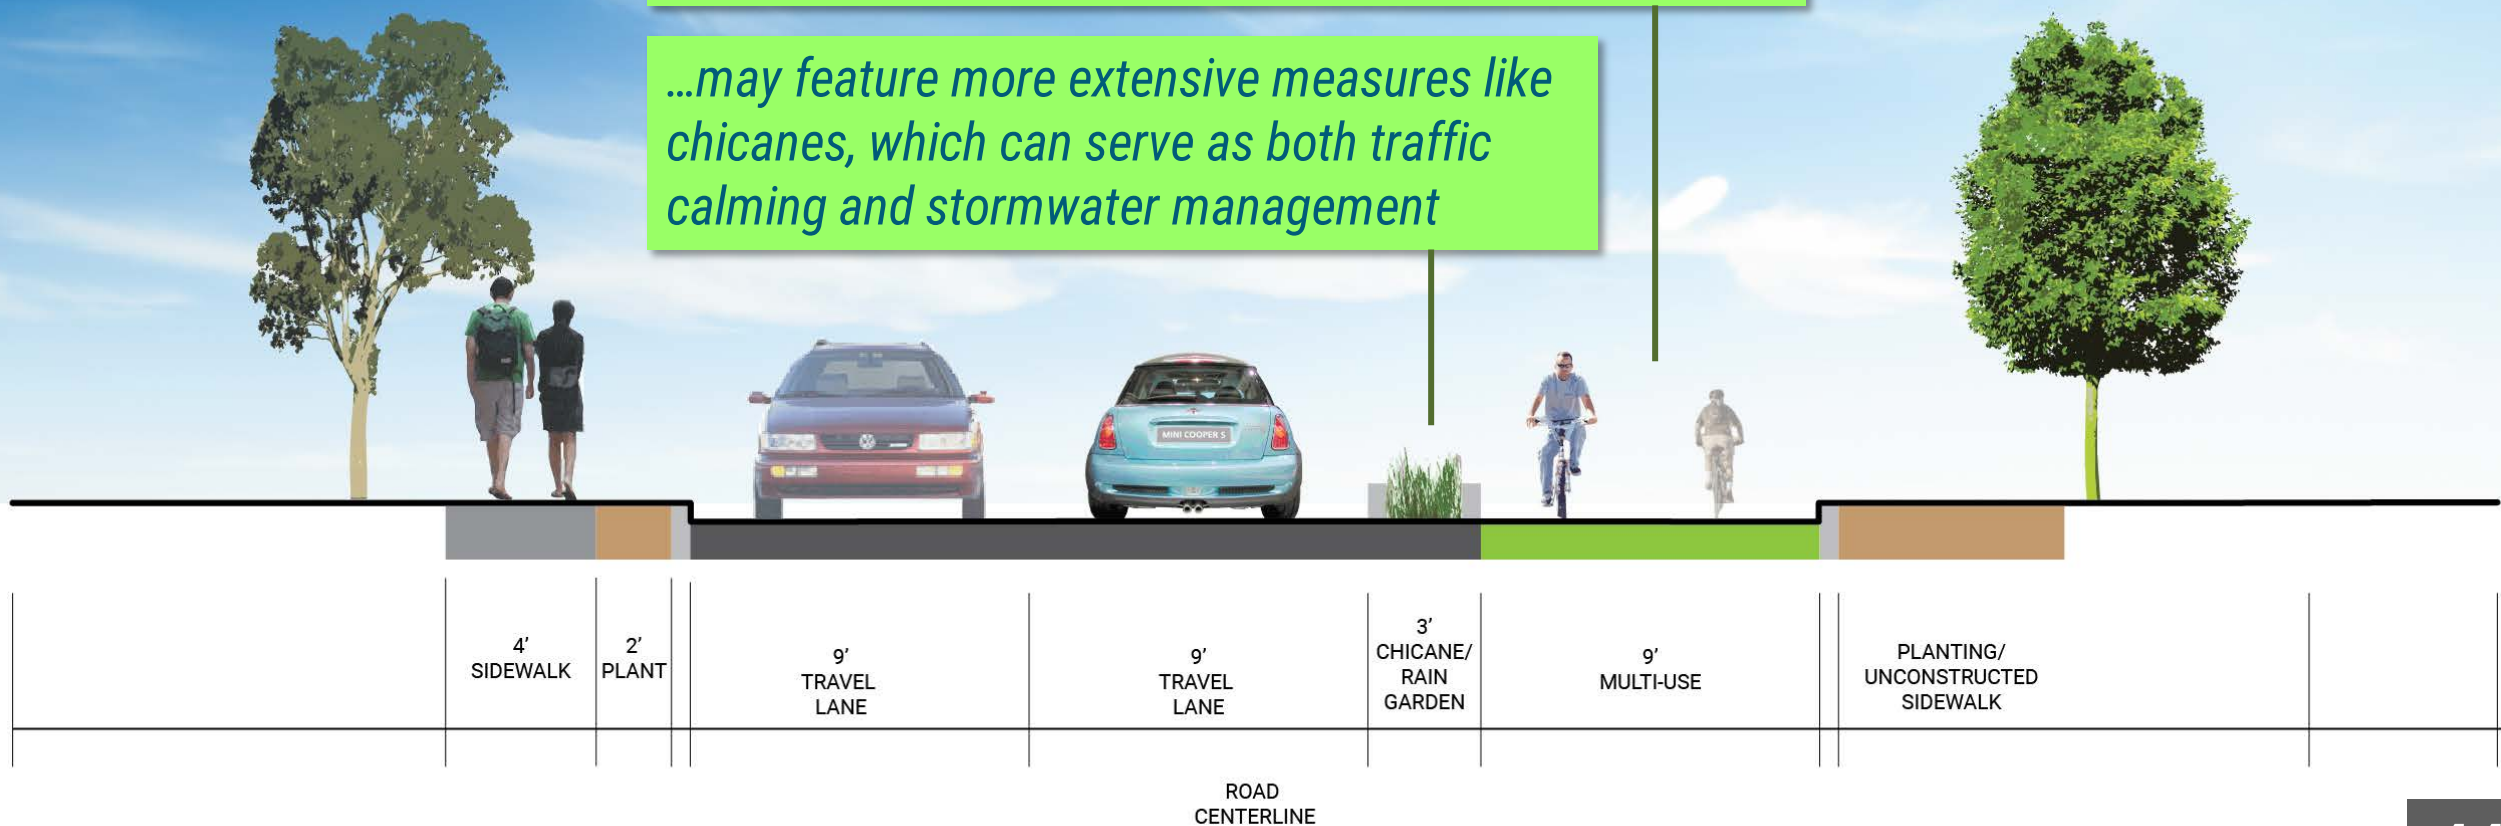 …may feature more extensive measures like
chicanes, which can serve as both traffic
calming and stormwater management
MINI COOPER S
4’
SIDEWALK
2’
PLANT
9’
TRAVEL
LANE
9’
TRAVEL
LANE
3’
CHICANE/
RAIN
GARDEN
9’
MULTI-USE
PLANTING/
UNCONSTRUCTED
SIDEWALK
ROAD
CENTERLINE